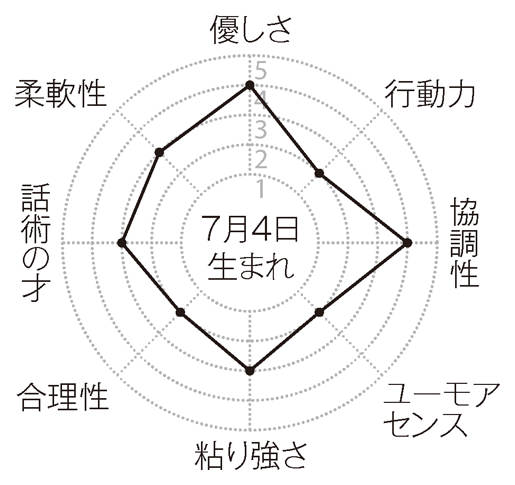 優しさ
行動力
協調性
ユーモア
センス
粘り強さ
合理性
話術の才
柔軟性
5
4
3
2
1
7月4日
生まれ